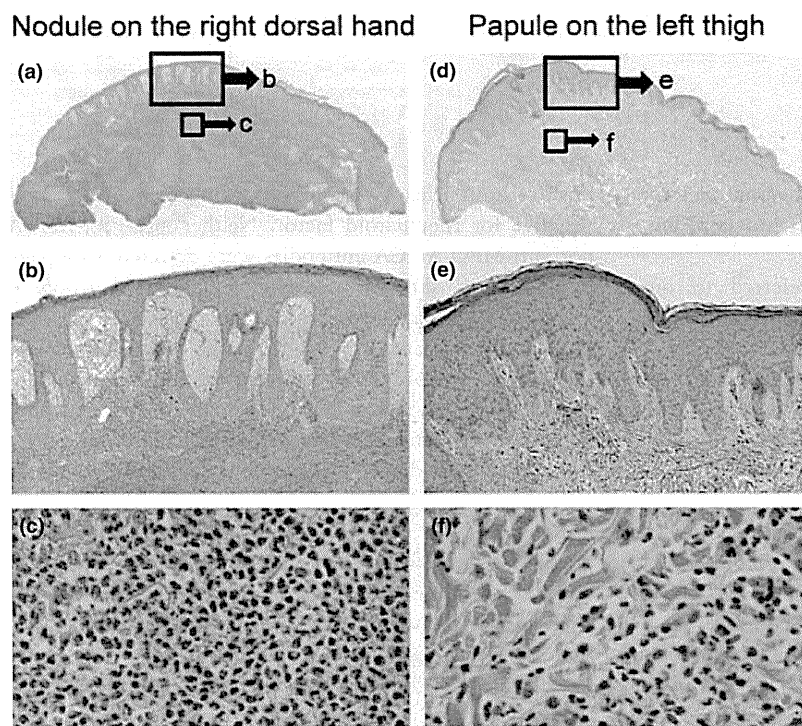 Nodule on the right dorsal hand
Papule on the left thigh
(a)
b
c
(d)
e
f
(b)
(e)
(c)
(f)